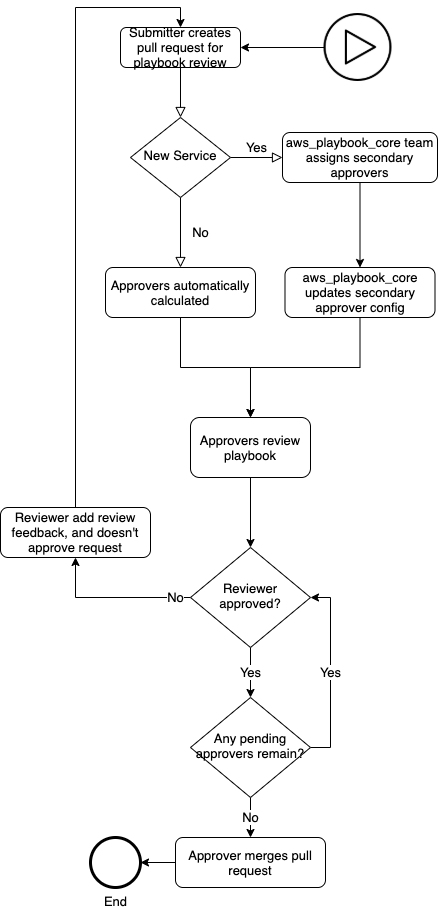 Submitter creates
pull request for
playbook review
New Service
Yes
aws_playbook_core team
assigns secondary
approvers
No
Approvers automatically
calculated
aws_playbook_core
updates secondary
approver config
Approvers review
playbook
Reviewer add review
feedback, and doesn't
approve request
Reviewer
approved?
No
Yes
Yes
Any pending
approvers remain?
No
Approver merges pull
request
End